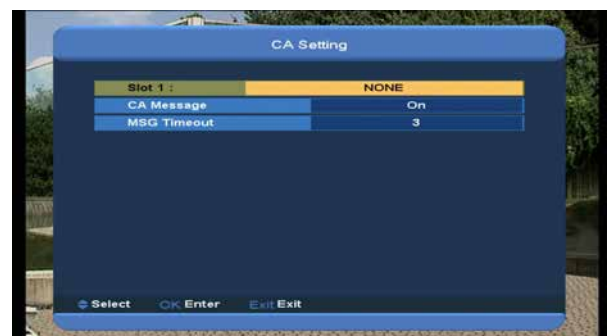 CA Setting
Slot 1 : NONE
CA Message On
MSG Timeout 3
Select OK Enter Exit Exit